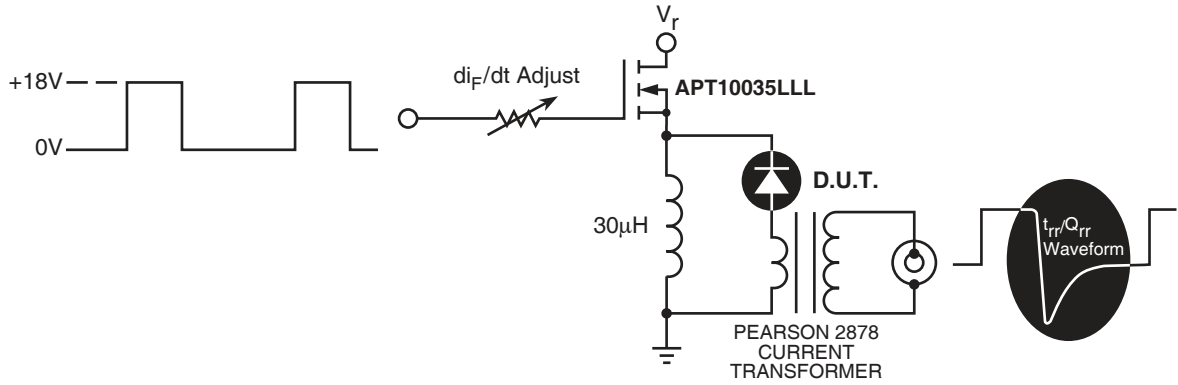 V_r
+18V
0V
di_F/dt Adjust
APT10035LLL
D.U.T.
30μH
t_rr/Q_rr
Waveform
PEARSON 2878
CURRENT
TRANSFORMER